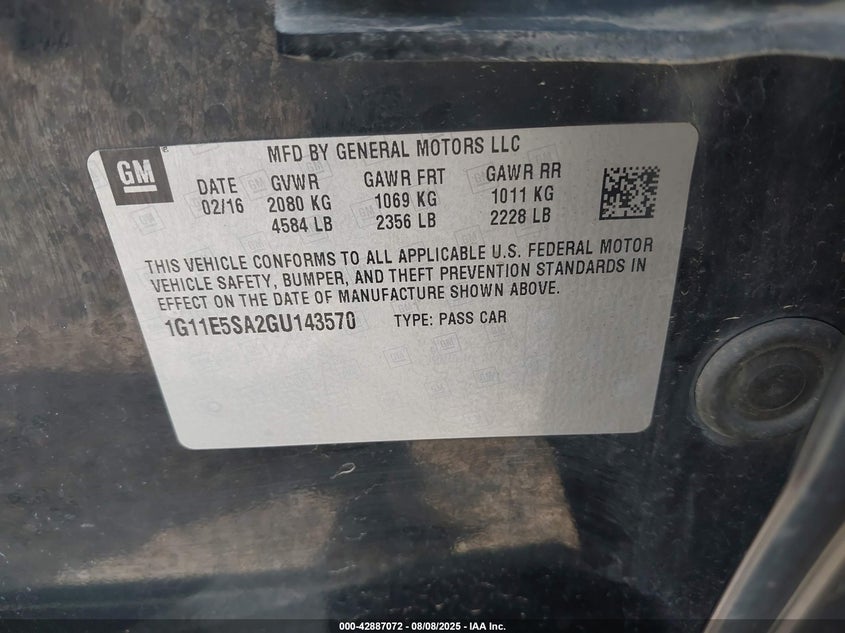 GM
MFD BY GENERAL MOTORS LLC
DATE GVWR GAWR FRT GAWR RR
02/16 2080 KG 1069 KG 1011 KG
4584 LB 2356 LB 2228 LB
THIS VEHICLE CONFORMS TO ALL APPLICABLE U.S. FEDERAL MOTOR
VEHICLE SAFETY, BUMPER, AND THEFT PREVENTION STANDARDS IN
EFFECT ON THE DATE OF MANUFACTURE SHOWN ABOVE.
1G11E5SA2GU143570 TYPE: PASS CAR
000-42887072 - 08/08/2025 - IAA Inc.